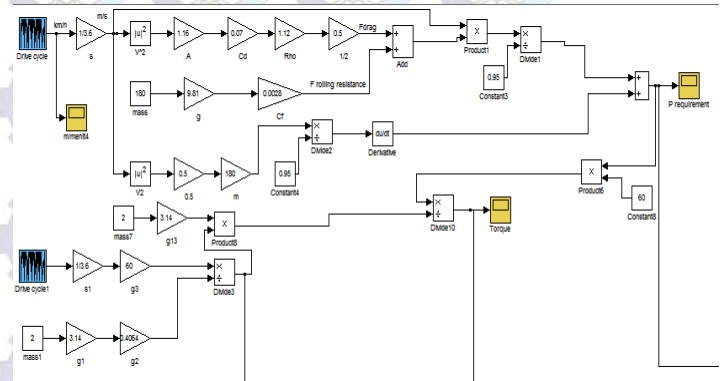 m/s
km/h
Drive cycle
1/3.6
s
|u|²
V^2
1.16
A
0.07
Cd
1.12
Rho
0.5
1/2
Fdrag
+
+
Add
×
Product1
×
÷
Divide1
0.95
Constant3
180
mass
9.81
g
0.0028
Cf
F rolling resistance
+
+
P requirement
m/menit4
|u|²
V2
0.5
0.5
180
m
×
÷
Divide2
0.95
Constant4
du/dt
Derivative
×
Product6
60
Constant8
2
mass7
3.14
g13
×
Product8
×
÷
Divide10
Torque
Drive cycle1
1/3.6
s1
60
g3
×
÷
Divide3
2
mass1
3.14
g1
0.4064
g2